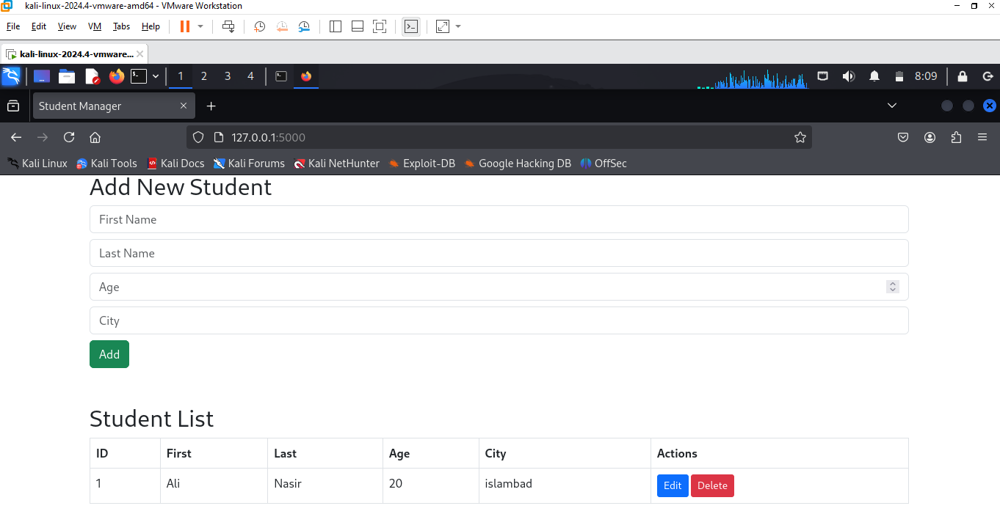 kali-linux-2024.4-vmware-amd64 - VMware Workstation
File Edit View VM Tabs Help
kali-linux-2024.4-vmware...
1 2 3 4 8:09
Student Manager
127.0.0.1:5000
Kali Linux Kali Tools Kali Docs Kali Forums Kali NetHunter Exploit-DB Google Hacking DB OffSec
Add New Student
First Name
Last Name
Age
City
Add
Student List
ID First Last Age City Actions
1 Ali Nasir 20 islambad Edit Delete